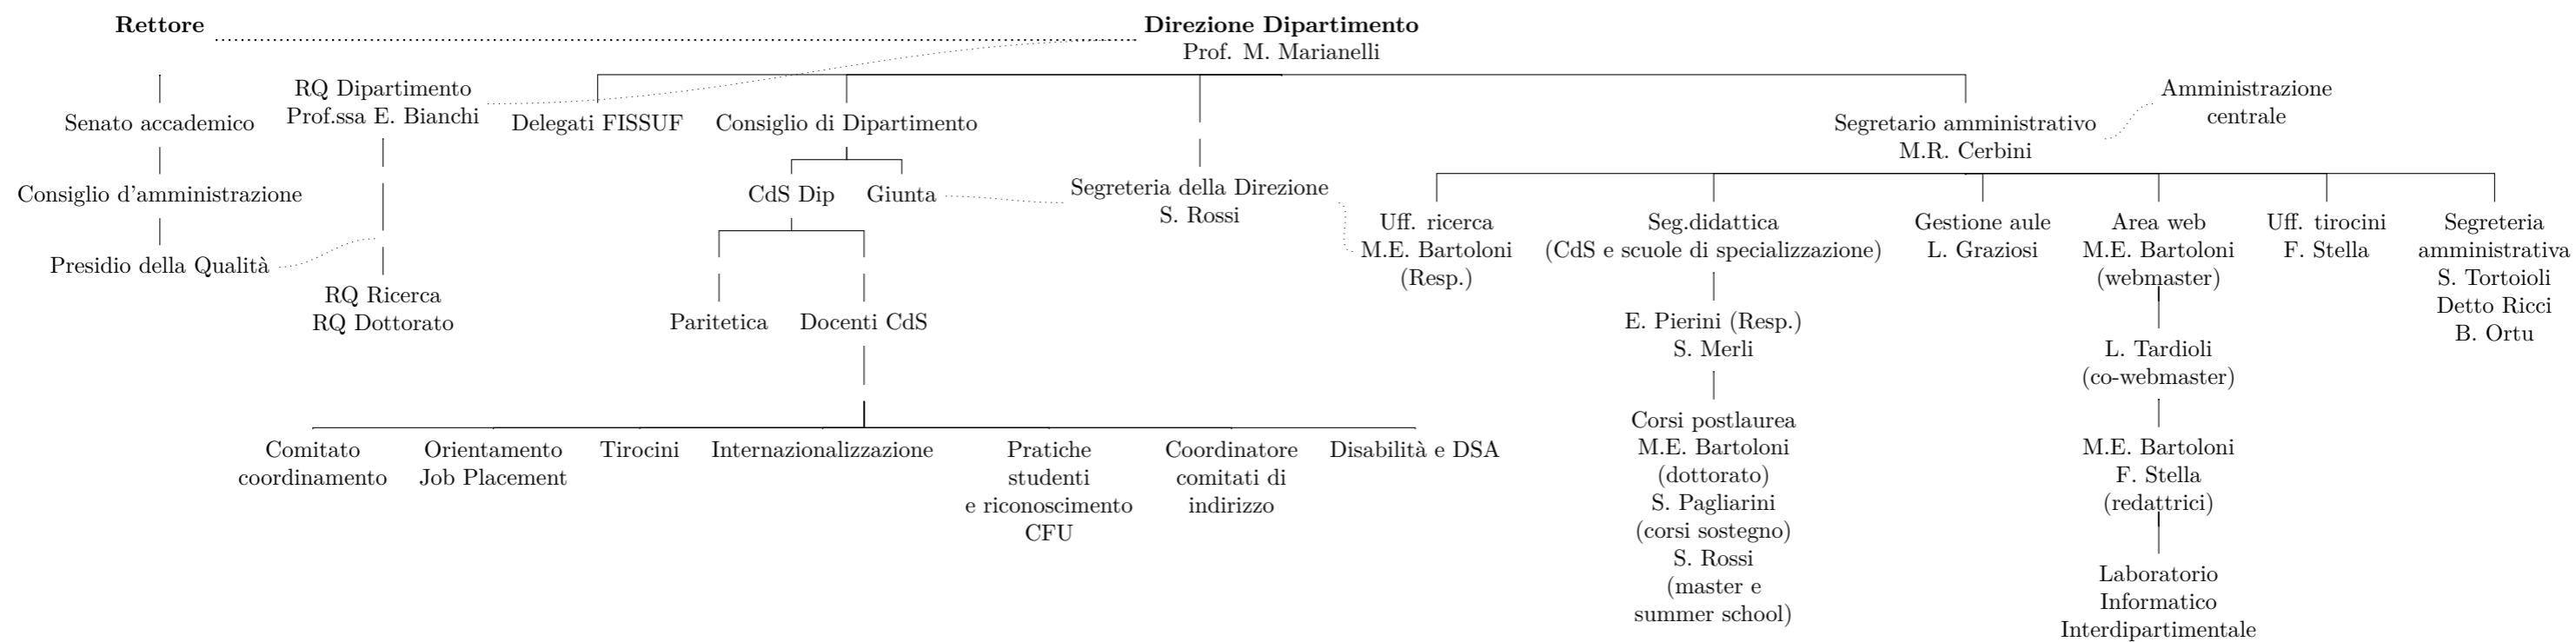 Rettore
Direzione Dipartimento
Prof. M. Marianelli
RQ Dipartimento
Prof.ssa E. Bianchi
Amministrazione
centrale
Senato accademico
Delegati FISSUF
Consiglio di Dipartimento
Segretario amministrativo
M.R. Cerbini
Consiglio d'amministrazione
CdS Dip
Giunta
Segreteria della Direzione
S. Rossi
Presidio della Qualità
RQ Ricerca
RQ Dottorato
Paritetica
Docenti CdS
Comitato
coordinamento
Orientamento
Job Placement
Tirocini
Internazionalizzazione
Pratiche
studenti
e riconoscimento
CFU
Coordinatore
comitati di
indirizzo
Disabilità e DSA
Uff. ricerca
M.E. Bartoloni
(Resp.)
Seg.didattica
(CdS e scuole di specializzazione)
E. Pierini (Resp.)
S. Merli
Corsi postlaurea
M.E. Bartoloni
(dottorato)
S. Pagliarini
(corsi sostegno)
S. Rossi
(master e
summer school)
Gestione aule
L. Graziosi
Area web
M.E. Bartoloni
(webmaster)
L. Tardioli
(co-webmaster)
M.E. Bartoloni
F. Stella
(redattrici)
Laboratorio
Informatico
Interdipartimentale
Uff. tirocini
F. Stella
Segreteria
amministrativa
S. Tortoioli
Detto Ricci
B. Ortu